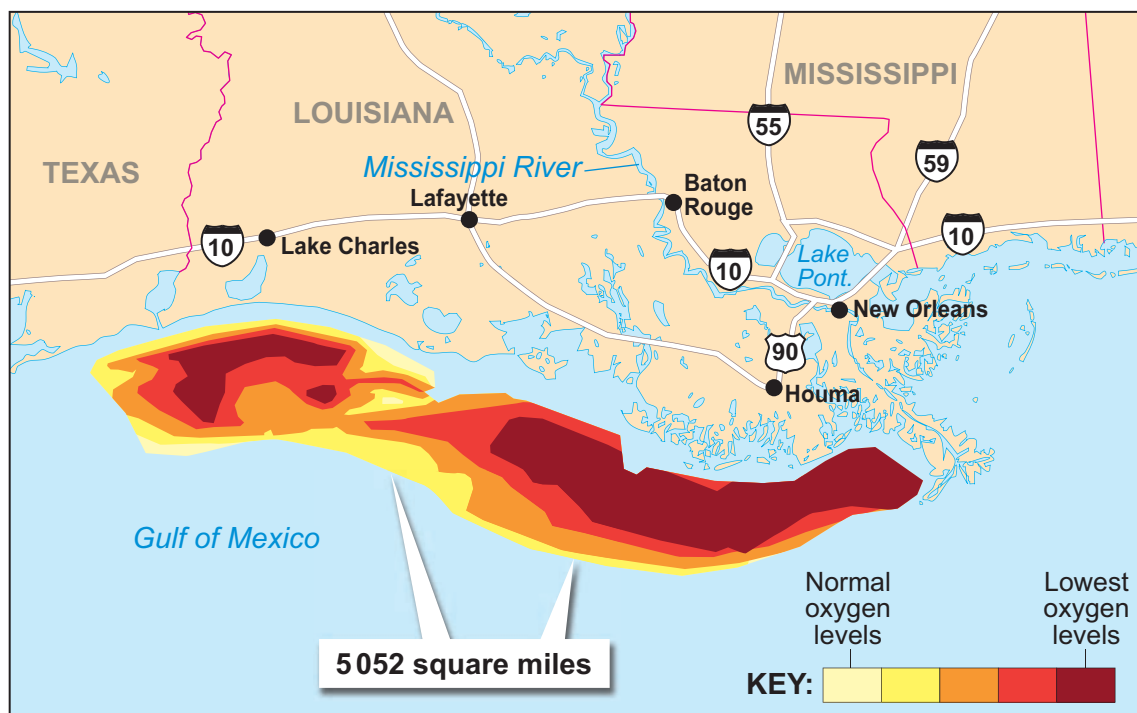 MISSISSIPPI
LOUISIANA
55
59
TEXAS
Mississippi River
Baton
Rouge
Lafayette
10
Lake Charles
10
10
Lake
Pont.
New Orleans
90
Houma
Gulf of Mexico
Normal
oxygen
levels
Lowest
oxygen
levels
5 052 square miles
KEY: